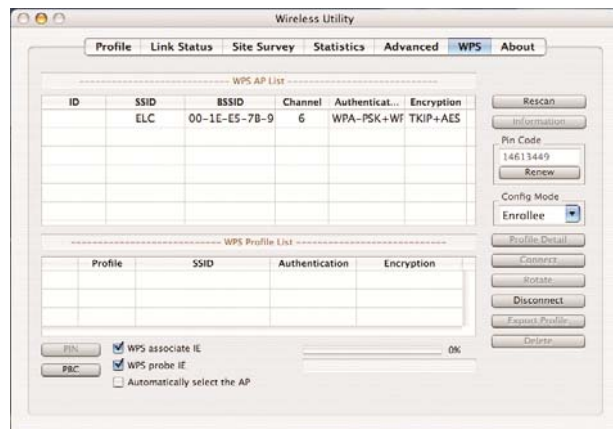 Wireless Utility
Profile Link Status Site Survey Statistics Advanced WPS About
WPS AP List
ID SSID BSSID Channel Authenticat... Encryption
ELC 00-1E-E5-7B-9 6 WPA-PSK+WF TKIP+AES
Rescan
Information
Pin Code
14613449
Renew
Config Mode
Enrollee
WPS Profile List
Profile SSID Authentication Encryption
Profile Detail
Connect
Rotate
Disconnect
Export Profile
Delete
PIN WPS associate IE 0%
PBC WPS probe IE
Automatically select the AP